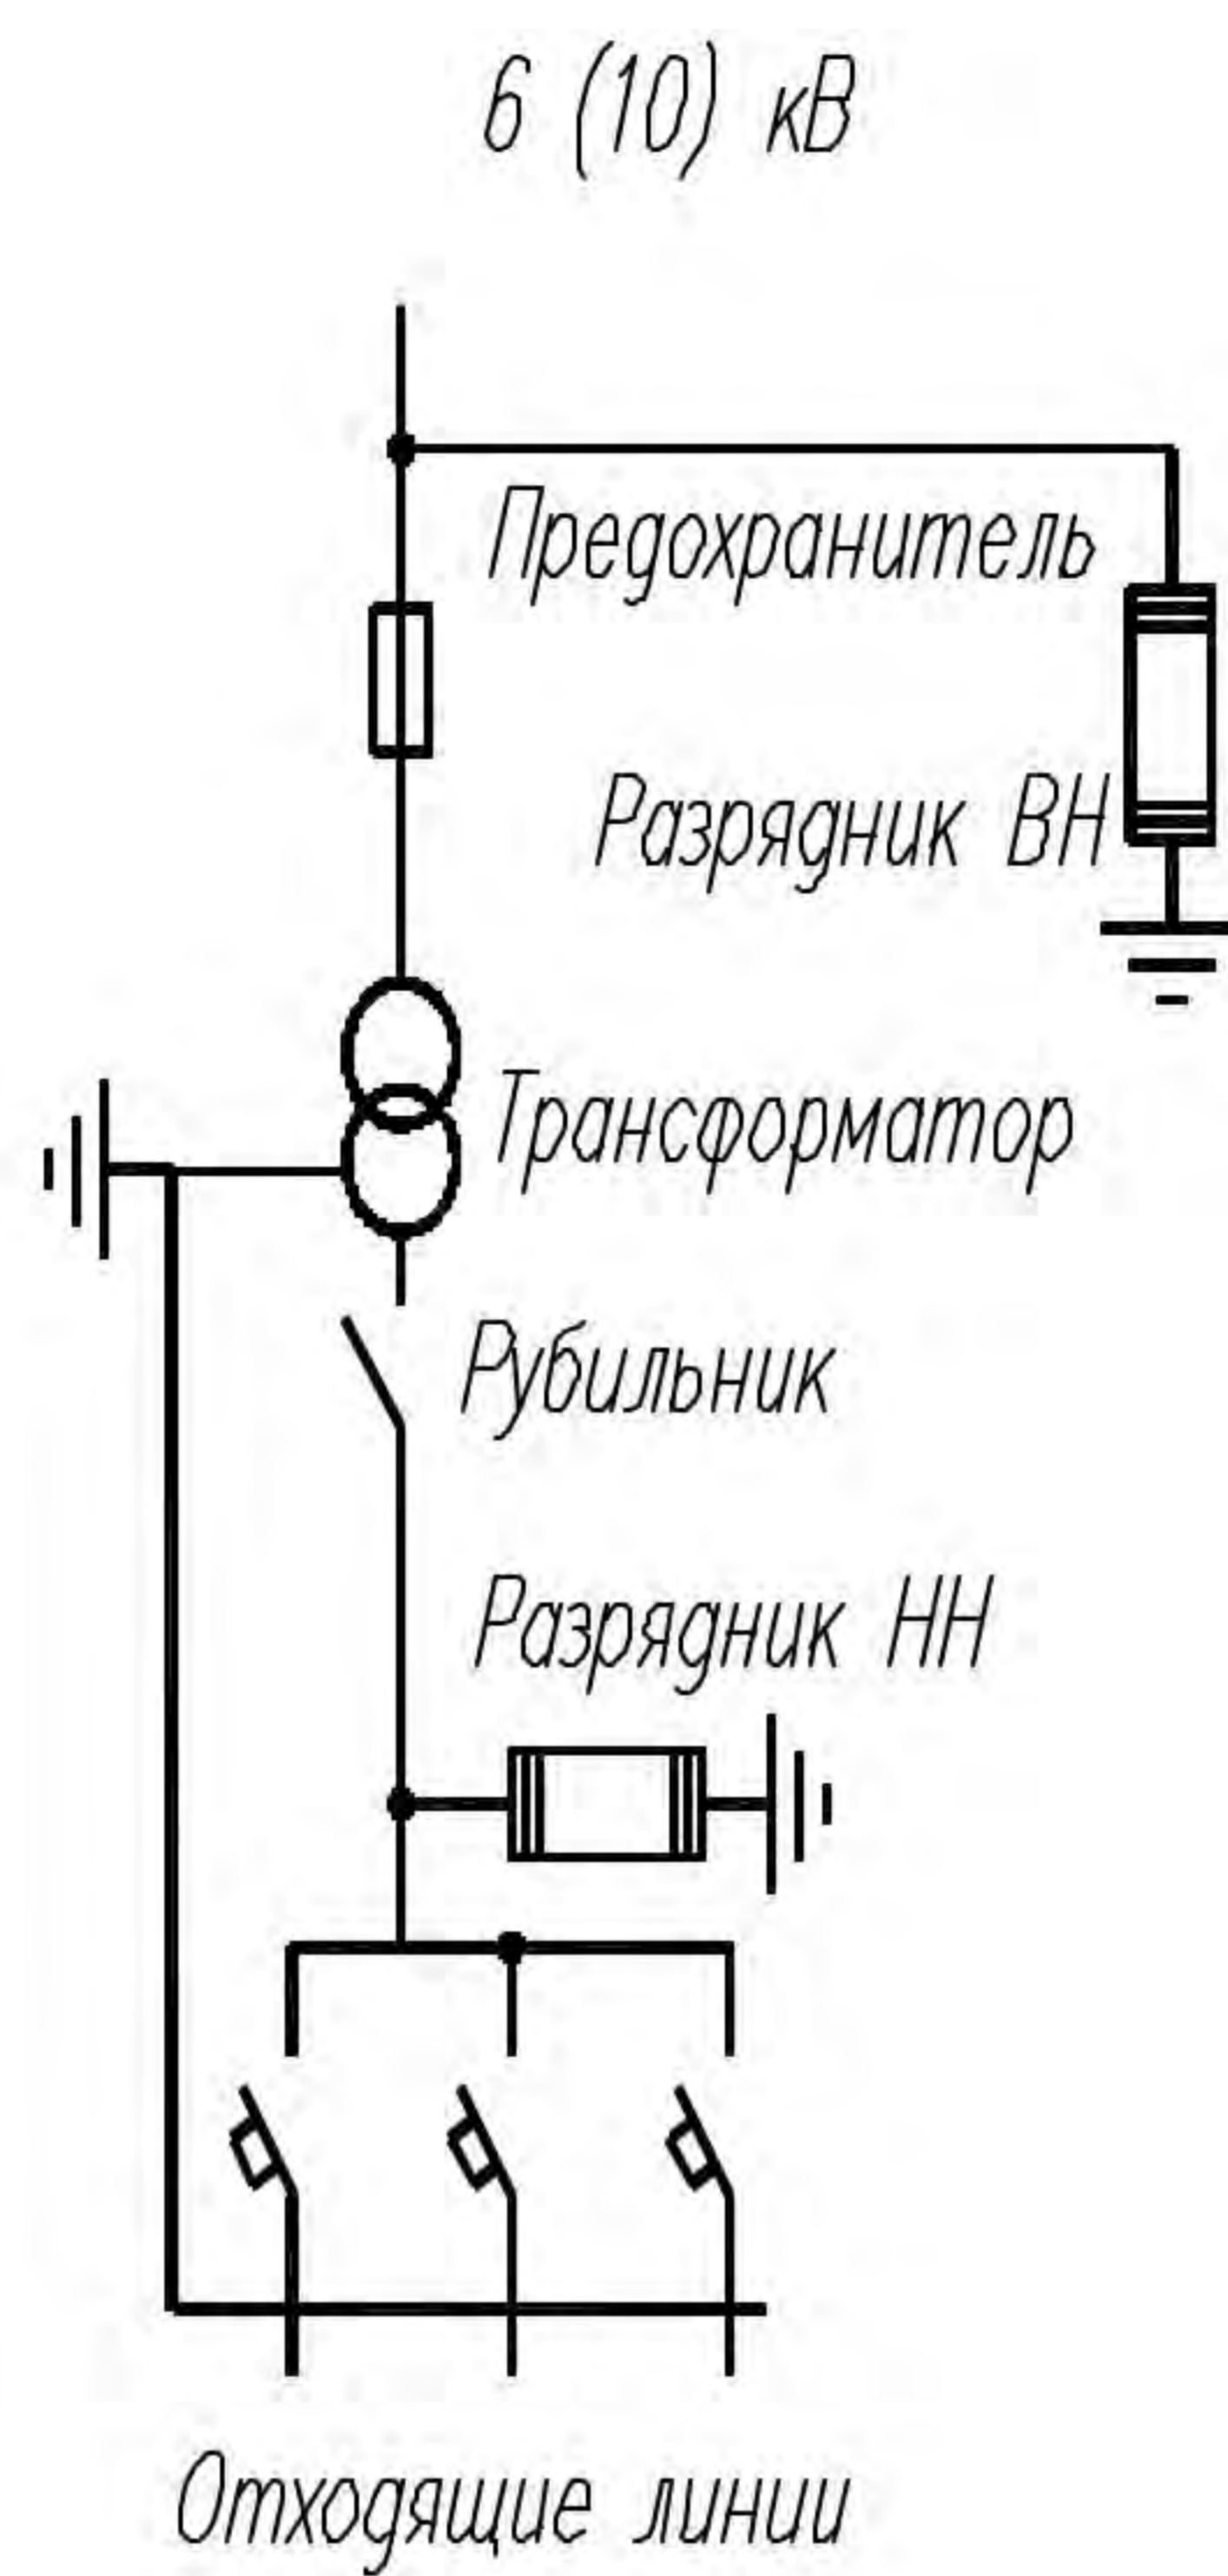 6 (10) кВ
Предохранитель
Разрядник ВН
Трансформатор
Рубильник
Разрядник НН
Отходящие линии